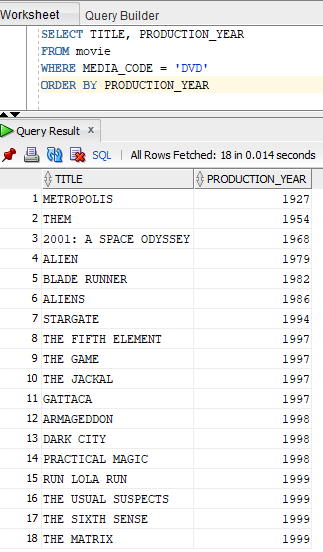 Worksheet Query Builder
SELECT TITLE, PRODUCTION_YEAR
FROM movie
WHERE MEDIA_CODE = 'DVD'
ORDER BY PRODUCTION_YEAR
Query Result x
SQL | All Rows Fetched: 18 in 0.014 seconds
TITLE PRODUCTION_YEAR
1 METROPOLIS 1927
2 THEM 1954
3 2001: A SPACE ODYSSEY 1968
4 ALIEN 1979
5 BLADE RUNNER 1982
6 ALIENS 1986
7 STARGATE 1994
8 THE FIFTH ELEMENT 1997
9 THE GAME 1997
10 THE JACKAL 1997
11 GATTACA 1997
12 ARMAGEDDON 1998
13 DARK CITY 1998
14 PRACTICAL MAGIC 1998
15 RUN LOLA RUN 1999
16 THE USUAL SUSPECTS 1999
17 THE SIXTH SENSE 1999
18 THE MATRIX 1999